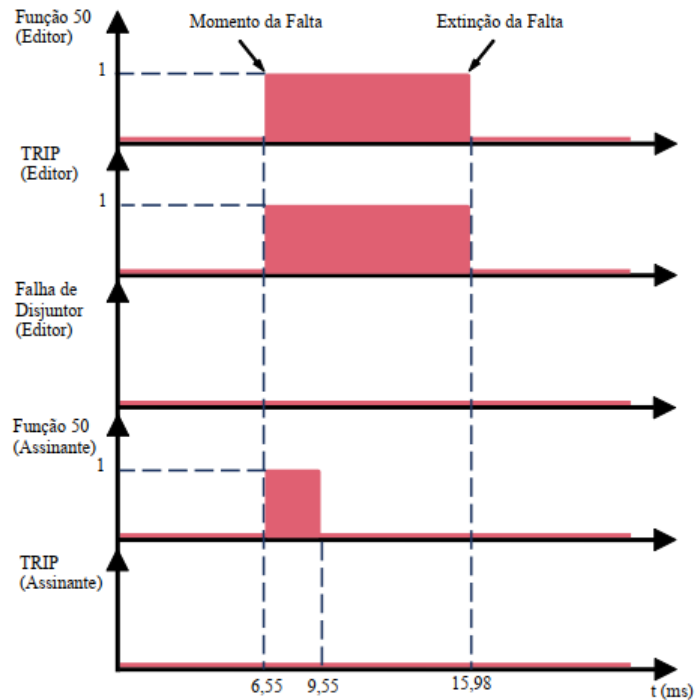 Função 50
(Editor)
Momento da Falta
Extinção da Falta
1
TRIP
(Editor)
1
Falha de
Disjuntor
(Editor)
Função 50
(Assinante)
1
TRIP
(Assinante)
6,55
9,55
15,98
t (ms)